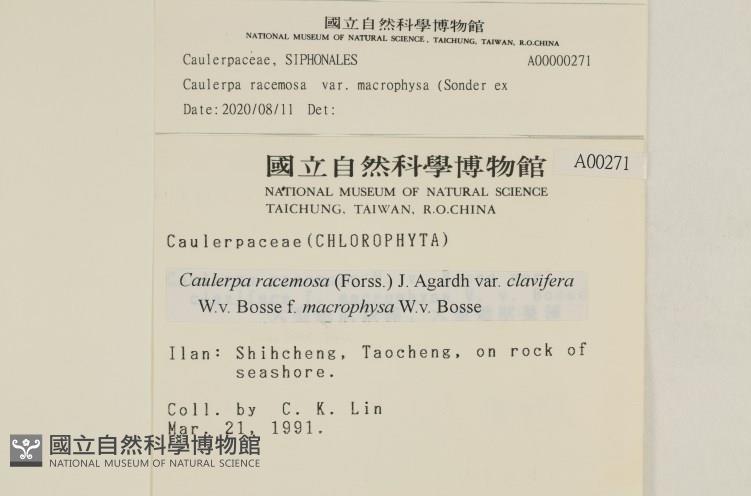 國立自然科學博物館
NATIONAL MUSEUM OF NATURAL SCIENCE, TAICHUNG, TAIWAN, R.O.CHINA
Caulerpaceae, SIPHONALES A00000271
Caulerpa racemosa var. macrophysa (Sonder ex
Date:2020/08/11 Det:
國立自然科學博物館 A00271
NATIONAL MUSEUM OF NATURAL SCIENCE
TAICHUNG, TAIWAN, R.O.CHINA
Caulerpaceae(CHLOROPHYTA)
Caulerpa racemosa (Forss.) J. Agardh var. clavifera
W.v. Bosse f. macrophysa W.v. Bosse
Ilan: Shihcheng, Taocheng, on rock of
seashore.
Coll. by C. K. Lin
Mar. 21, 1991.
國立自然科學博物館
NATIONAL MUSEUM OF NATURAL SCIENCE